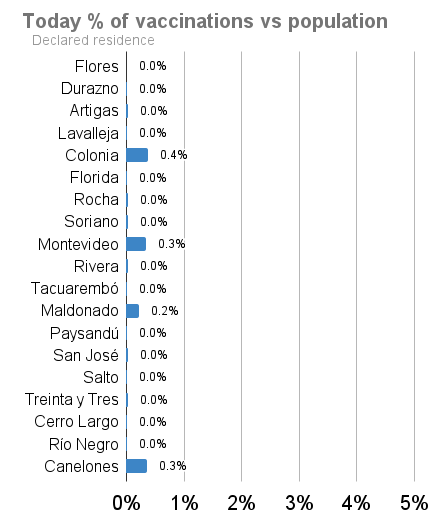 Today % of vaccinations vs population
Declared residence
Flores 0.0%
Durazno 0.0%
Artigas 0.0%
Lavalleja 0.0%
Colonia 0.4%
Florida 0.0%
Rocha 0.0%
Soriano 0.0%
Montevideo 0.3%
Rivera 0.0%
Tacuarembó 0.0%
Maldonado 0.2%
Paysandú 0.0%
San José 0.0%
Salto 0.0%
Treinta y Tres 0.0%
Cerro Largo 0.0%
Río Negro 0.0%
Canelones 0.3%
0% 1% 2% 3% 4% 5%